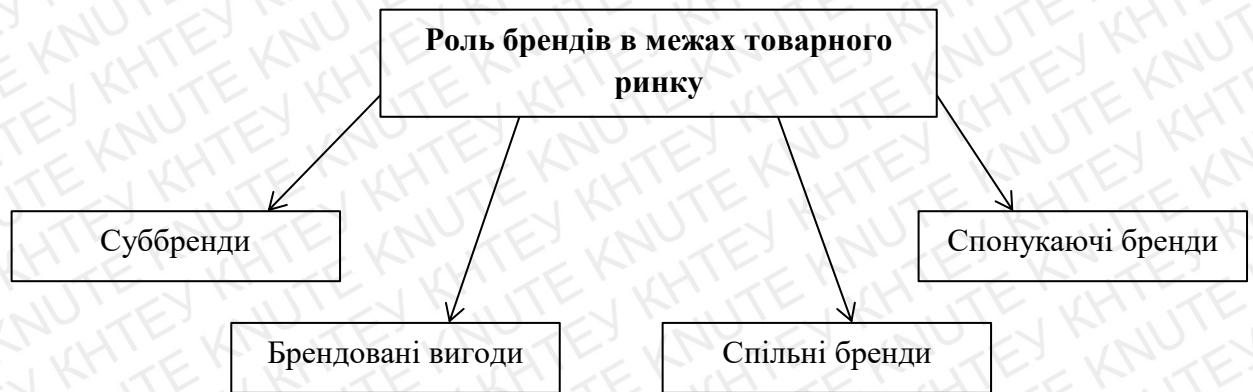 Роль брендів в межах товарного
ринку
Суббренди
Спонукаючі бренди
Брендовані вигоди
Спільні бренди